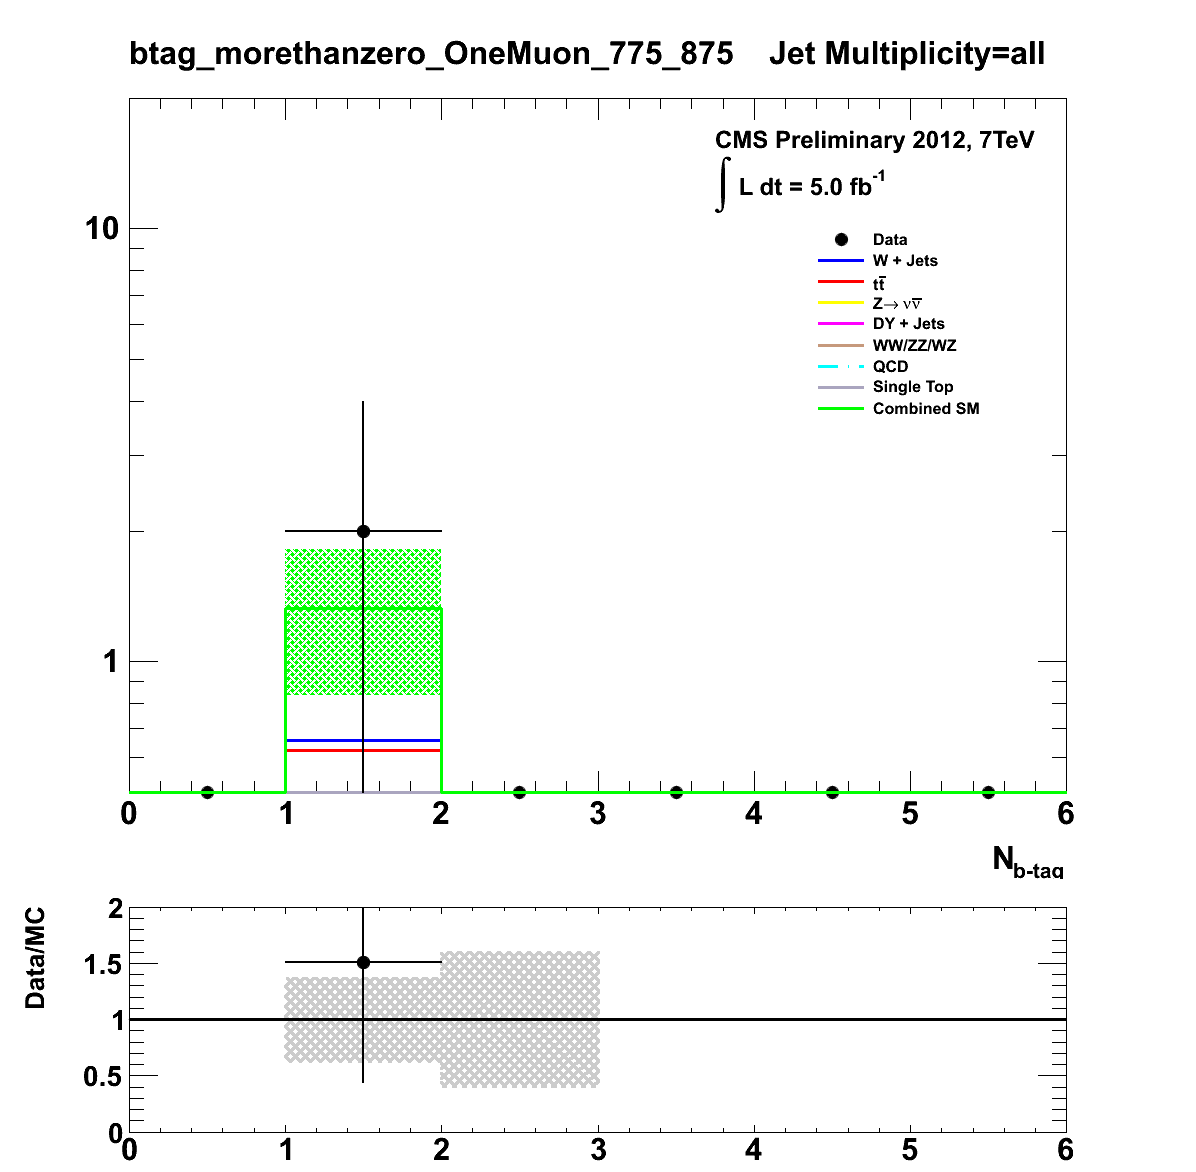 btag_morethanzero_OneMuon_775_875 Jet Multiplicity=all
CMS Preliminary 2012, 7TeV
∫ L dt = 5.0 fb⁻¹
Data
W + Jets
tt̅
Z→ νν̅
DY + Jets
WW/ZZ/WZ
QCD
Single Top
Combined SM
10
1
0 1 2 3 4 5 6
N_b-tag
Data/MC
2
1.5
1
0.5
0
0 1 2 3 4 5 6